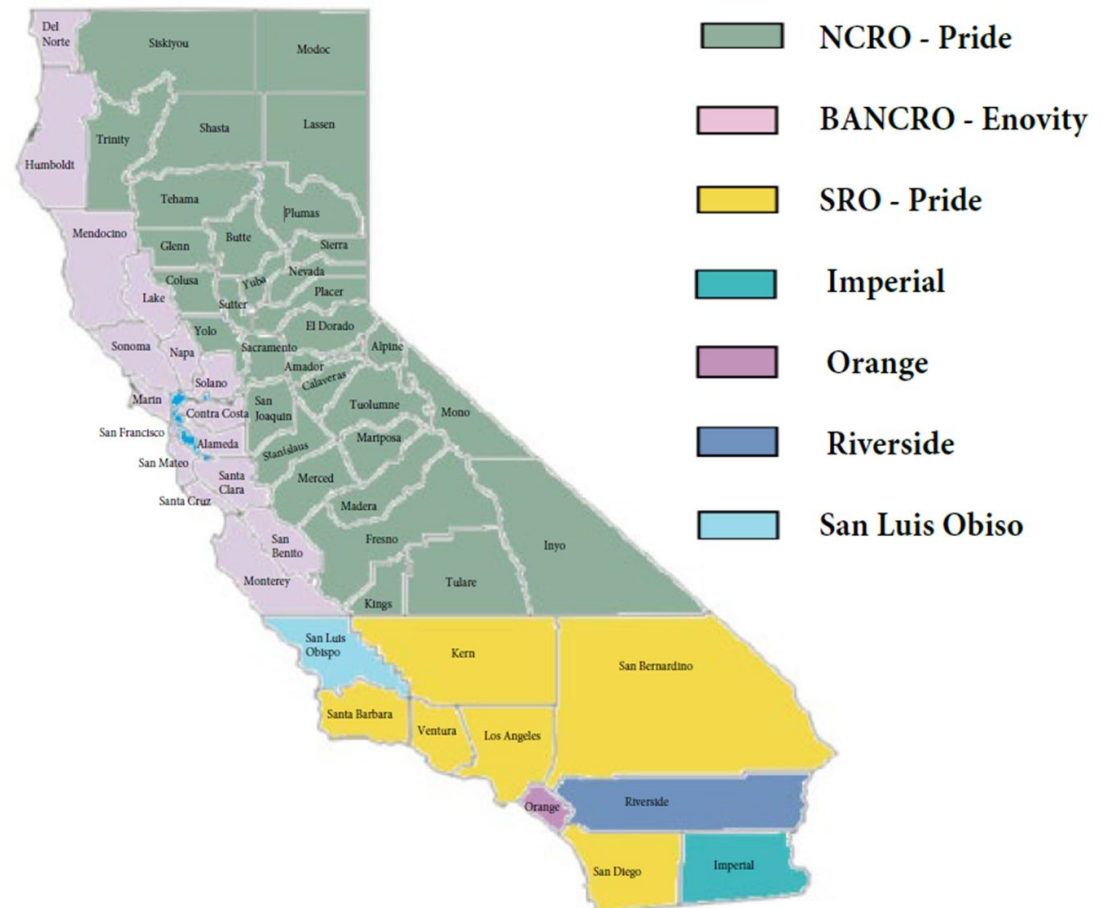 Del
Norte
Siskiyou
Modoc
Humboldt
Trinity
Shasta
Lassen
Tehama
Plumas
Mendocino
Glenn
Butte
Sierra
Colusa
Yuba
Nevada
Lake
Sutter
Placer
Yolo
El Dorado
Sonoma
Napa
Sacramento
Alpine
Solano
Amador
Calaveras
Marin
Contra Costa
San
Joaquin
Tuolumne
Mono
San Francisco
Alameda
Stanislaus
Mariposa
San Mateo
Santa
Clara
Merced
Santa Cruz
Madera
San
Benito
Fresno
Inyo
Monterey
Kings
Tulare
San Luis
Obispo
Kern
San Bernardino
Santa Barbara
Ventura
Los Angeles
Orange
Riverside
San Diego
Imperial
NCRO - Pride
BANCRO - Enovity
SRO - Pride
Imperial
Orange
Riverside
San Luis Obiso